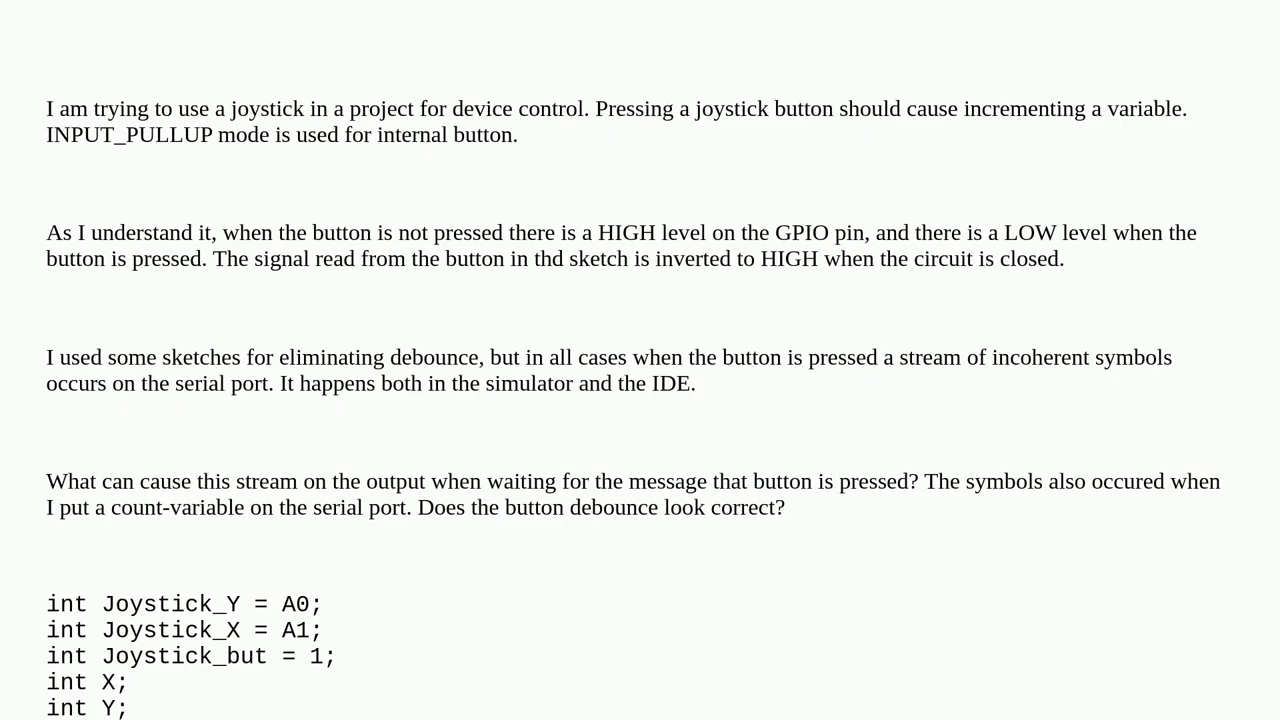 I am trying to use a joystick in a project for device control. Pressing a joystick button should cause incrementing a variable.
INPUT_PULLUP mode is used for internal button.
As I understand it, when the button is not pressed there is a HIGH level on the GPIO pin, and there is a LOW level when the
button is pressed. The signal read from the button in thd sketch is inverted to HIGH when the circuit is closed.
I used some sketches for eliminating debounce, but in all cases when the button is pressed a stream of incoherent symbols
occurs on the serial port. It happens both in the simulator and the IDE.
What can cause this stream on the output when waiting for the message that button is pressed? The symbols also occured when
I put a count-variable on the serial port. Does the button debounce look correct?
int Joystick_Y = A0;
int Joystick_X = A1;
int Joystick_but = 1;
int X;
int Y;